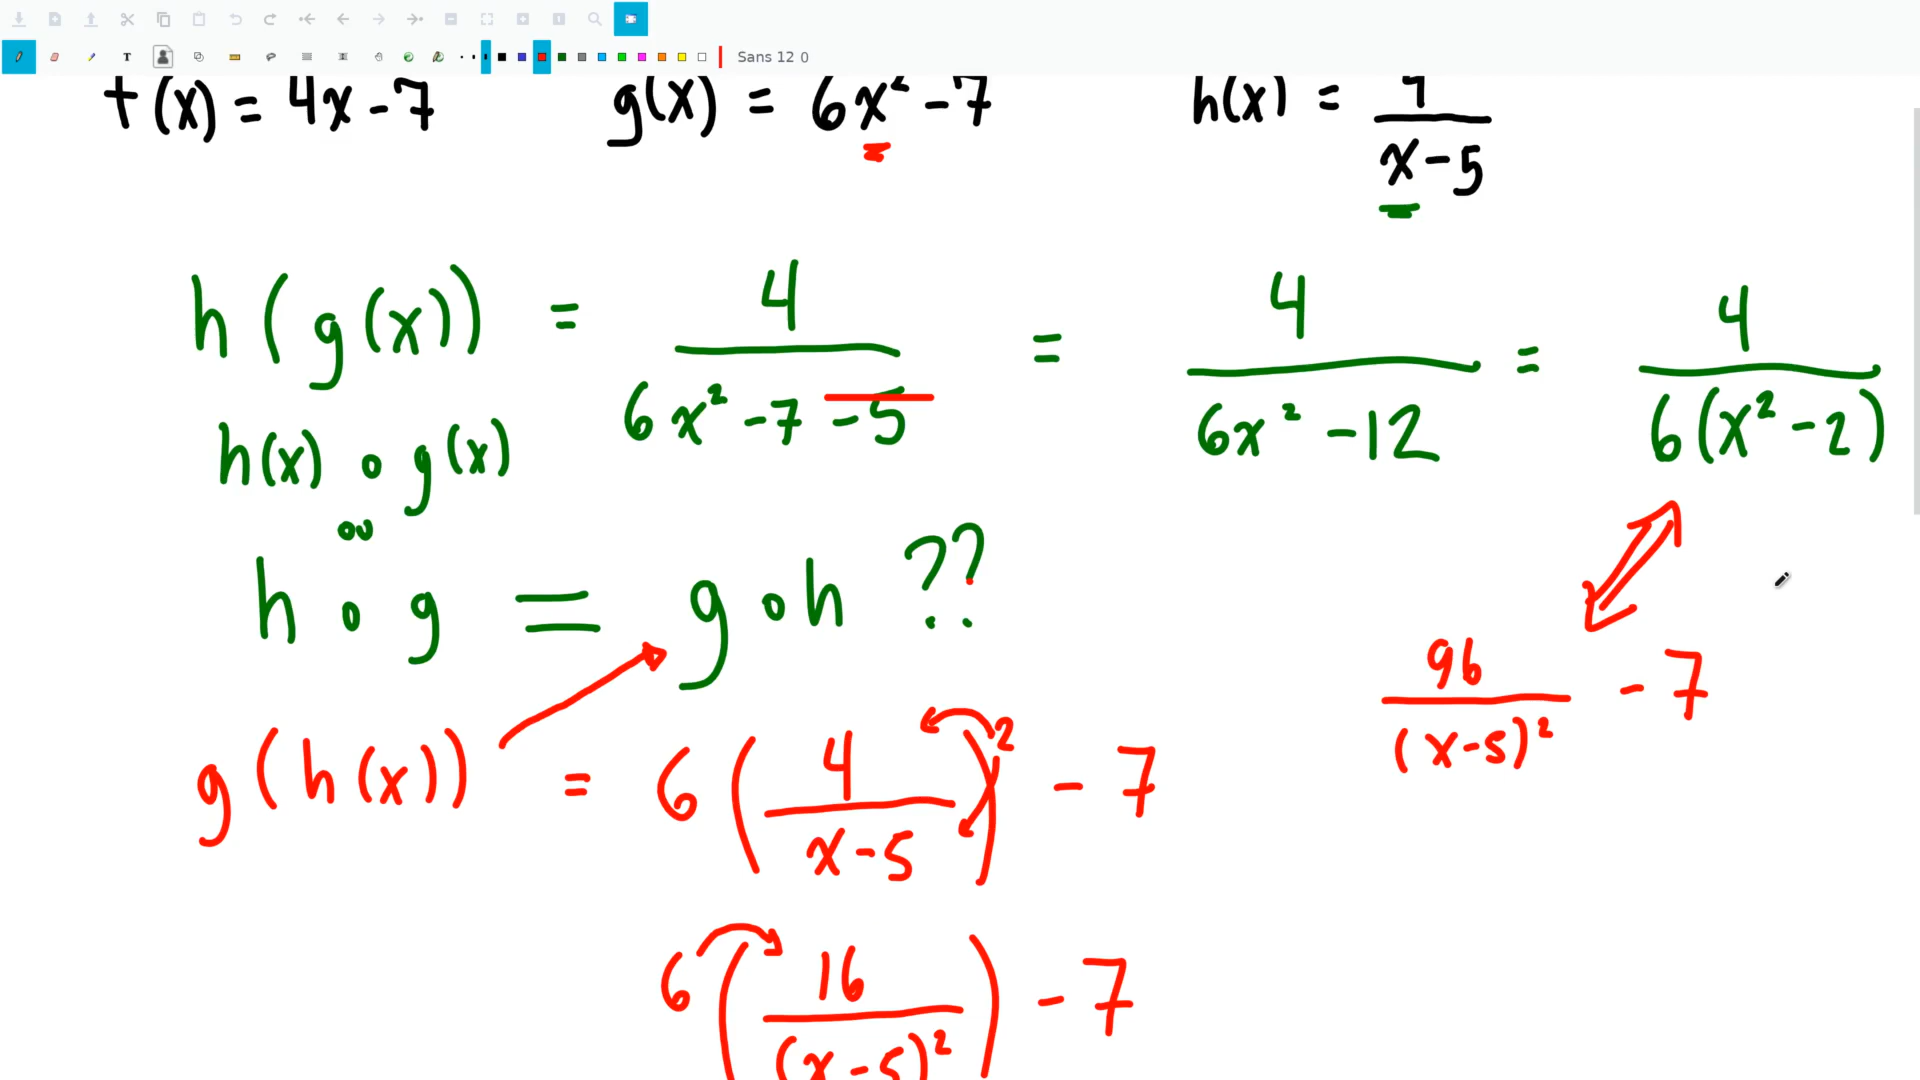 Sans 12 0
f(x) = 4x - 7   g(x) = 6x² - 7   h(x) = 4/(x - 5)
h(g(x)) = 4/(6x² - 7 - 5) = 4/(6x² - 12) = 4/(6(x² - 2))
h(x) ∘ g(x)
h ∘ g = g ∘ h ??
96/(x-5)² - 7
g(h(x)) = 6(4/(x-5))² - 7
6(16/(x-5)²) - 7